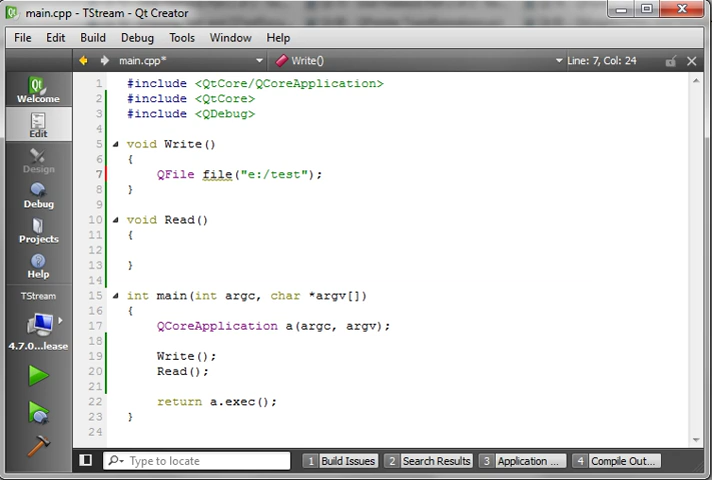 main.cpp - TStream - Qt Creator
File Edit Build Debug Tools Window Help
main.cpp* Write() Line: 7, Col: 24
Welcome
Edit
Design
Debug
Projects
Help
TStream
4.7.0...lease
1 #include <QtCore/QCoreApplication>
2 #include <QtCore>
3 #include <QDebug>
4
5 void Write()
6 {
7 QFile file("e:/test");
8 }
9
10 void Read()
11 {
12
13 }
14
15 int main(int argc, char *argv[])
16 {
17 QCoreApplication a(argc, argv);
18
19 Write();
20 Read();
21
22 return a.exec();
23 }
24
Type to locate 1 Build Issues 2 Search Results 3 Application ... 4 Compile Out...